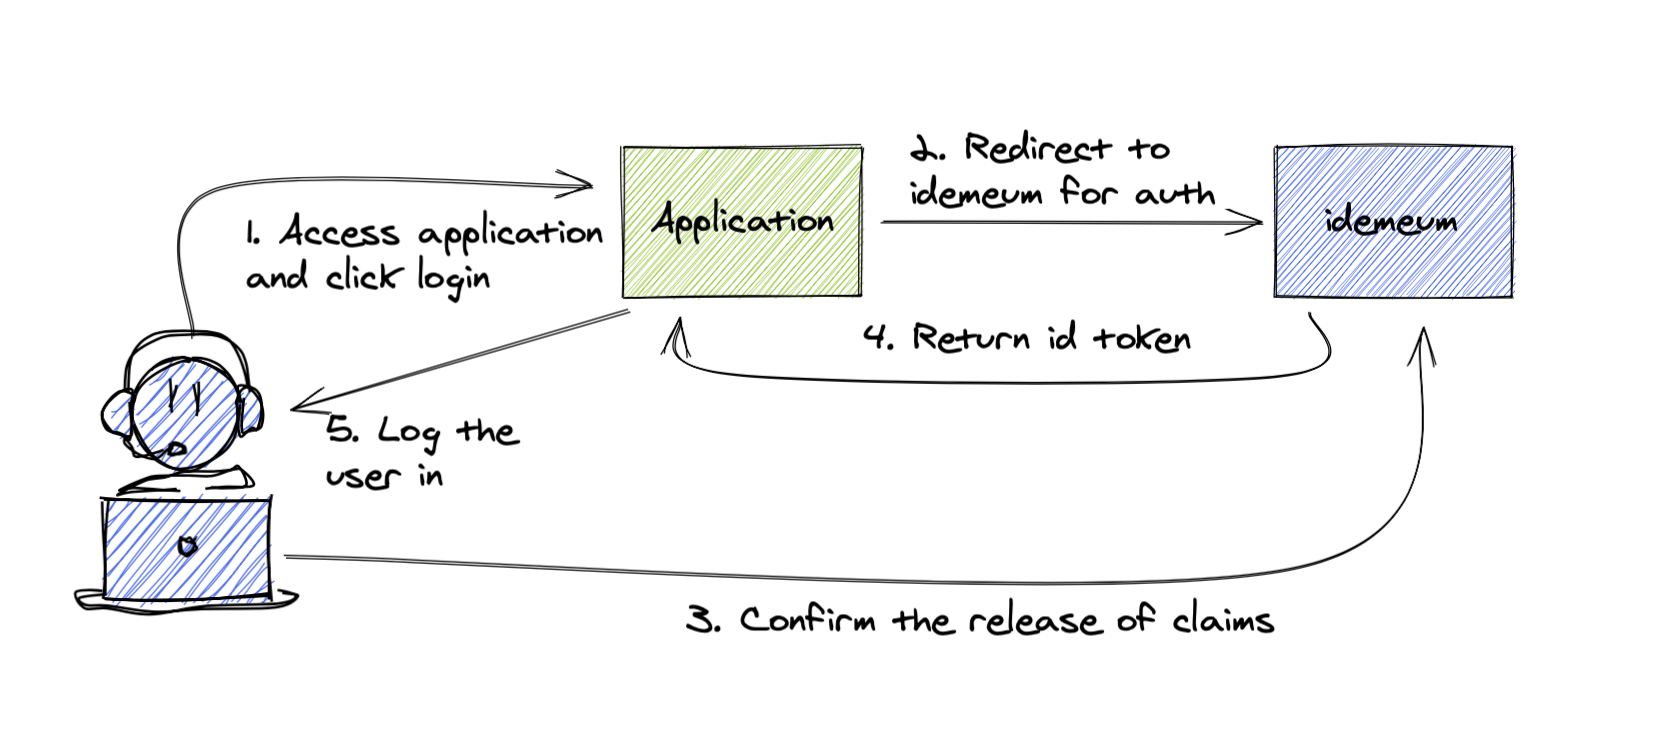 2. Redirect to
idemeum for auth
Application
idemeum
1. Access application
and click login
4. Return id token
5. Log the
user in
3. Confirm the release of claims